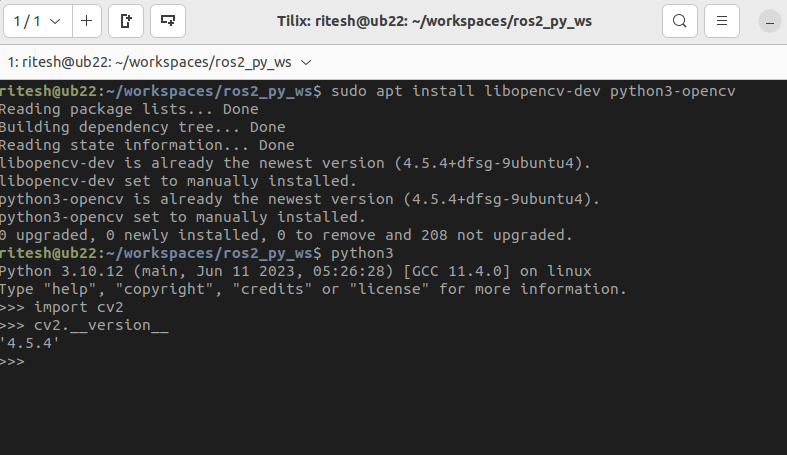 1 / 1
Tilix: ritesh@ub22: ~/workspaces/ros2_py_ws
1: ritesh@ub22: ~/workspaces/ros2_py_ws
ritesh@ub22:~/workspaces/ros2_py_ws$ sudo apt install libopencv-dev python3-opencv
Reading package lists... Done
Building dependency tree... Done
Reading state information... Done
libopencv-dev is already the newest version (4.5.4+dfsg-9ubuntu4).
libopencv-dev set to manually installed.
python3-opencv is already the newest version (4.5.4+dfsg-9ubuntu4).
python3-opencv set to manually installed.
0 upgraded, 0 newly installed, 0 to remove and 208 not upgraded.
ritesh@ub22:~/workspaces/ros2_py_ws$ python3
Python 3.10.12 (main, Jun 11 2023, 05:26:28) [GCC 11.4.0] on linux
Type "help", "copyright", "credits" or "license" for more information.
>>> import cv2
>>> cv2.__version__
'4.5.4'
>>>